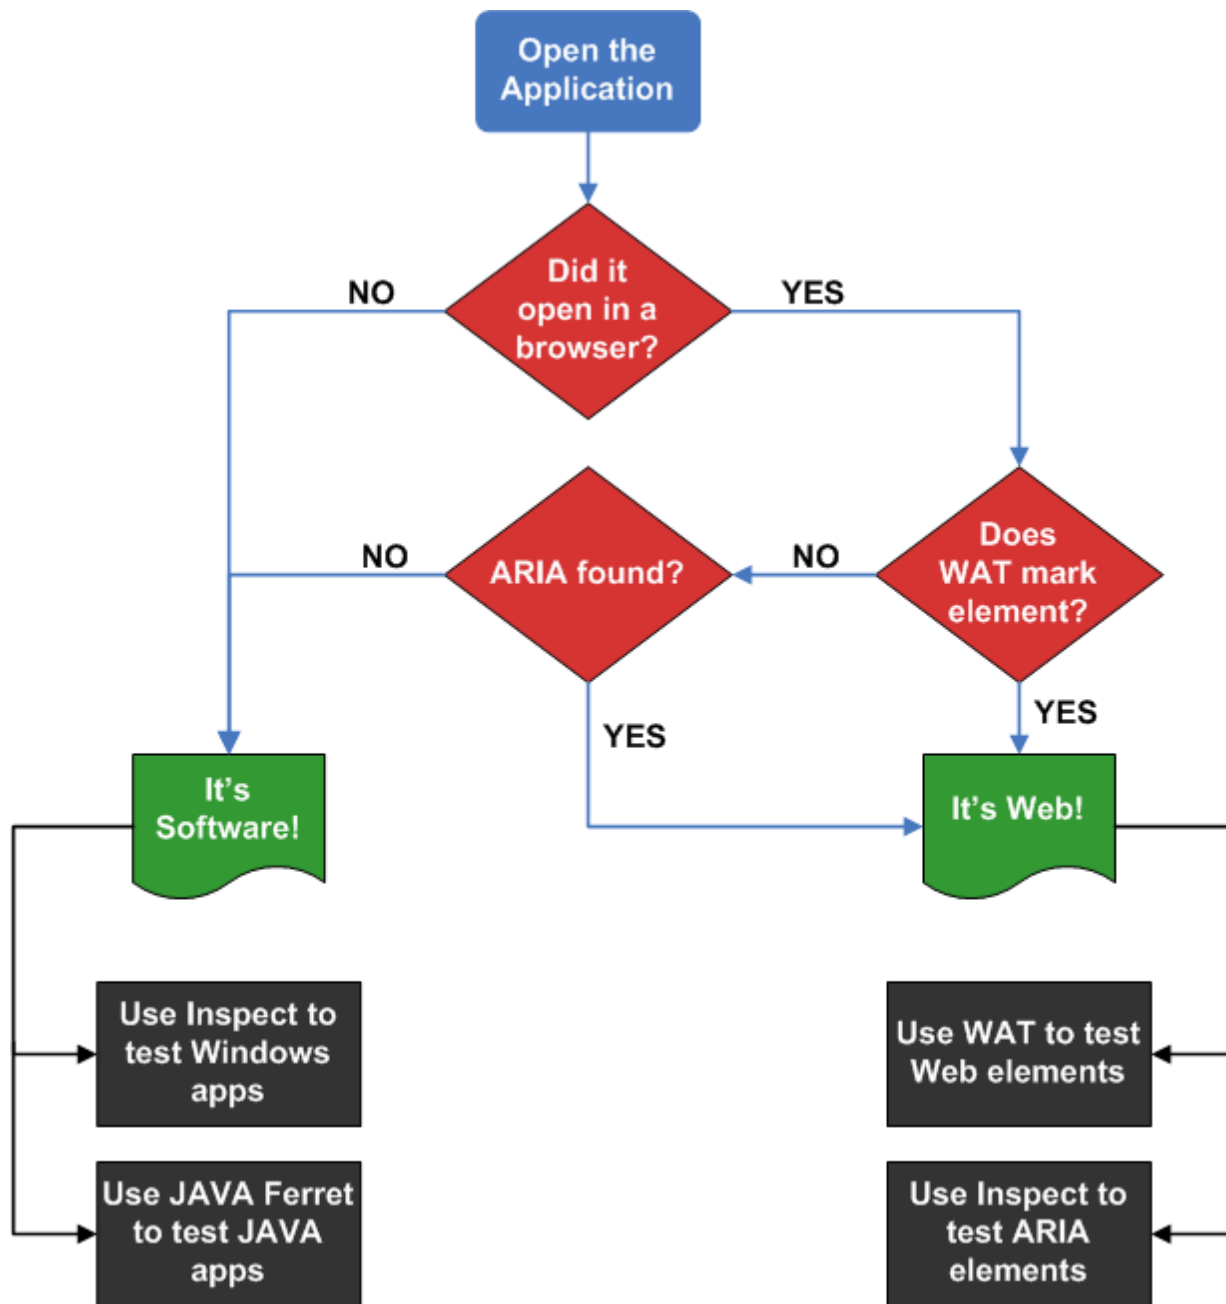 Open the
Application
Did it
open in a
browser?
NO
YES
Does
WAT mark
element?
NO
ARIA found?
NO
YES
YES
It’s
Software!
It’s Web!
Use Inspect to
test Windows
apps
Use WAT to test
Web elements
Use JAVA Ferret
to test JAVA
apps
Use Inspect to
test ARIA
elements